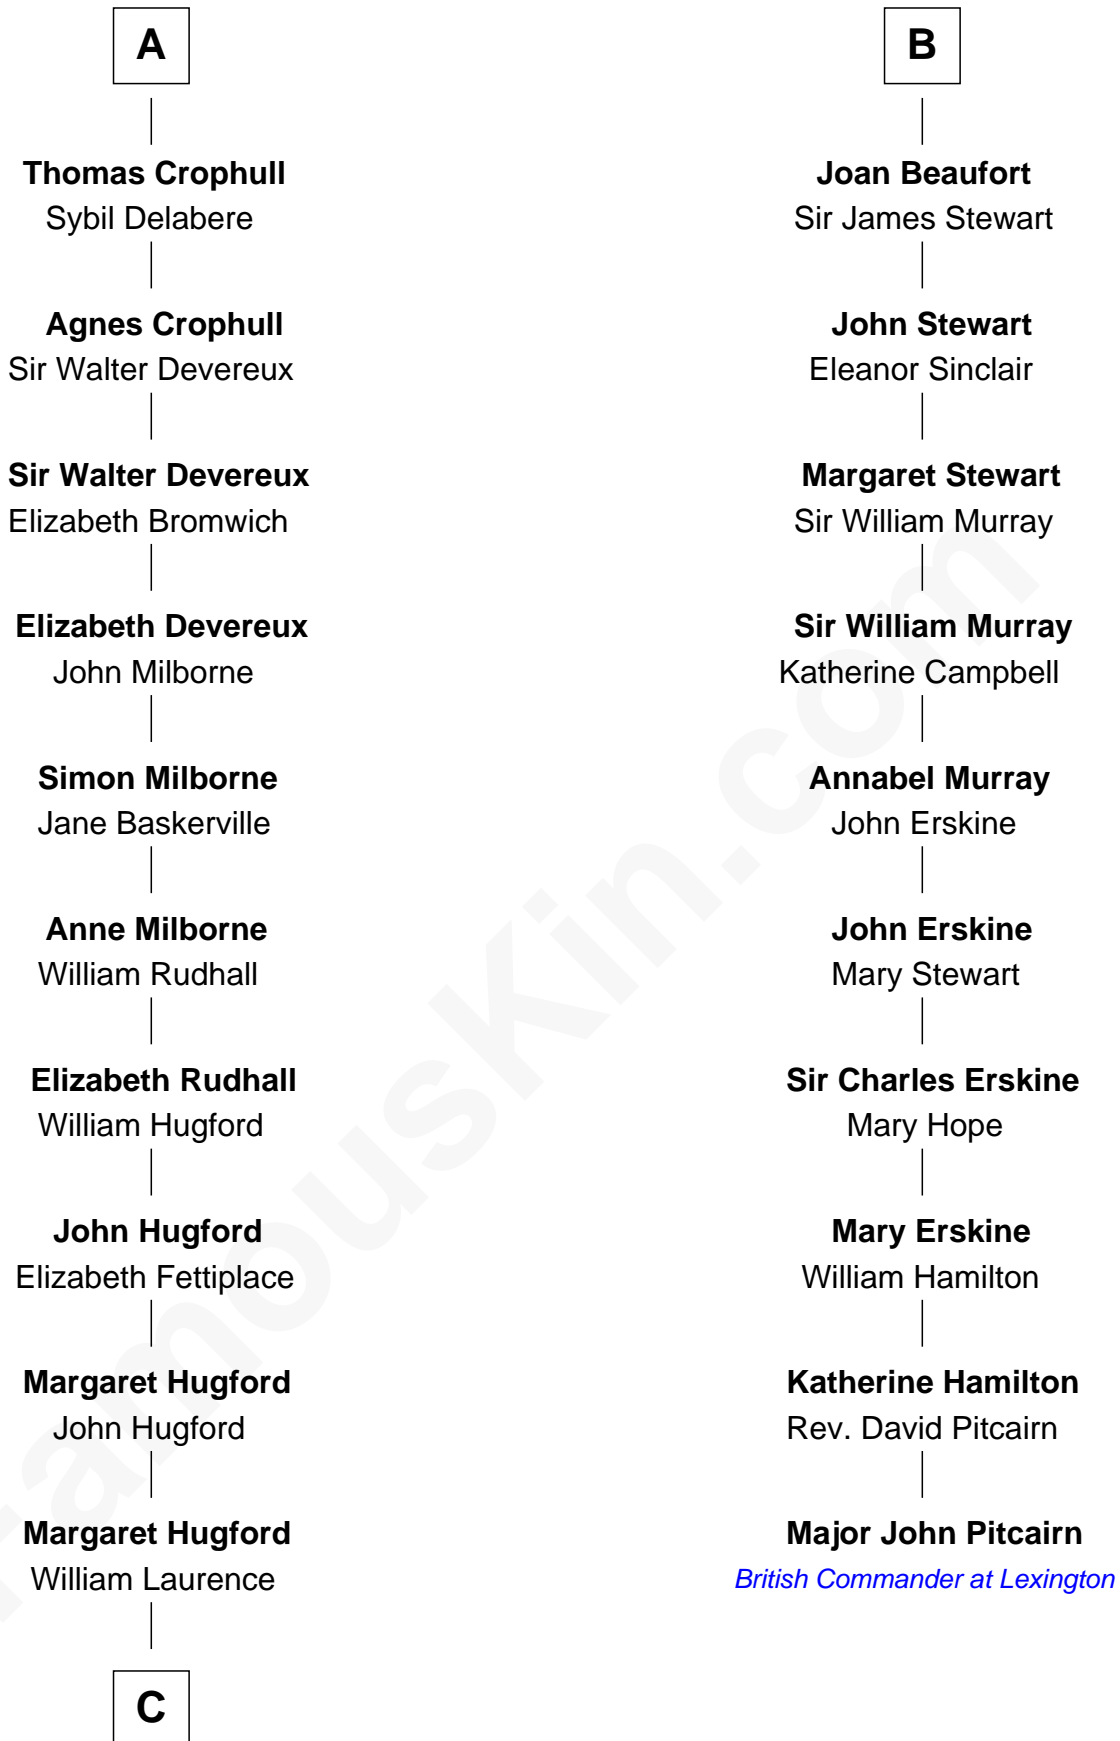 A
Thomas Crophull
Sybil Delabere
Agnes Crophull
Sir Walter Devereux
Sir Walter Devereux
Elizabeth Bromwich
Elizabeth Devereux
John Milborne
Simon Milborne
Jane Baskerville
Anne Milborne
William Rudhall
Elizabeth Rudhall
William Hugford
John Hugford
Elizabeth Fettiplace
Margaret Hugford
John Hugford
Margaret Hugford
William Laurence
C
B
Joan Beaufort
Sir James Stewart
John Stewart
Eleanor Sinclair
Margaret Stewart
Sir William Murray
Sir William Murray
Katherine Campbell
Annabel Murray
John Erskine
John Erskine
Mary Stewart
Sir Charles Erskine
Mary Hope
Mary Erskine
William Hamilton
Katherine Hamilton
Rev. David Pitcairn
Major John Pitcairn
British Commander at Lexington
FamousKin.com